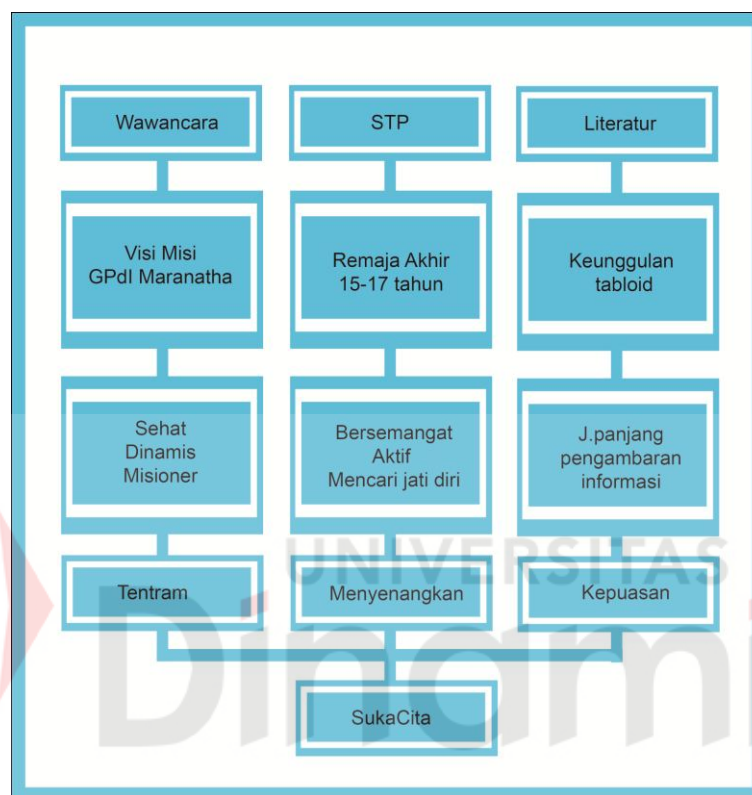 Wawancara
STP
Literatur
Visi Misi
GPdI Maranatha
Remaja Akhir
15-17 tahun
Keunggulan
tabloid
Sehat
Dinamis
Misioner
Bersemangat
Aktif
Mencari jati diri
J.panjang
pengambaran
informasi
UNIVERSITAS
Dinami
Tentram
Menyenangkan
Kepuasan
SukaCita